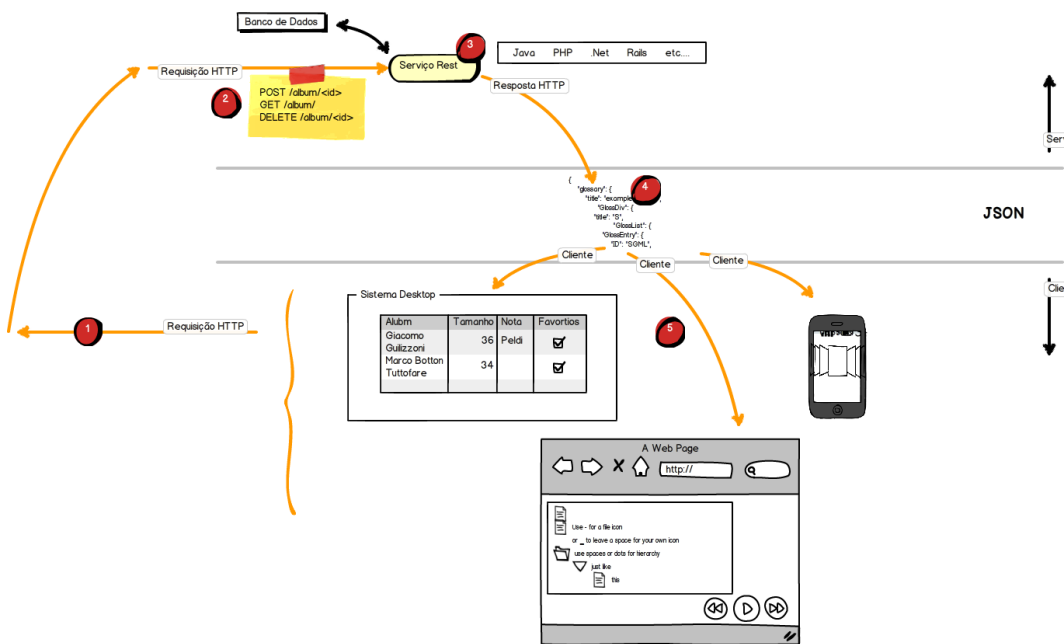 Banco de Dados
3
Serviço Rest
Java PHP .Net Rails etc....
Requisição HTTP
Resposta HTTP
2
POST /album/<id>
GET /album/
DELETE /album/<id>
Serv
{
"glossary": {
"title": "example
4
"GlossDiv": {
"title": "S",
"GlossList": {
"GlossEntry": {
"ID": "SGML",
JSON
Cliente
Cliente
Cliente
Clie
1
Requisição HTTP
5
Sistema Desktop
Alubm Tamanho Nota Favortios
Giacomo
Guilizzoni 36 Peldi
Marco Botton
Tuttofare 34
A Web Page
http://
Use - for a file icon
or _ to leave a space for your own icon
use spaces or dots for hierarchy
just like
this